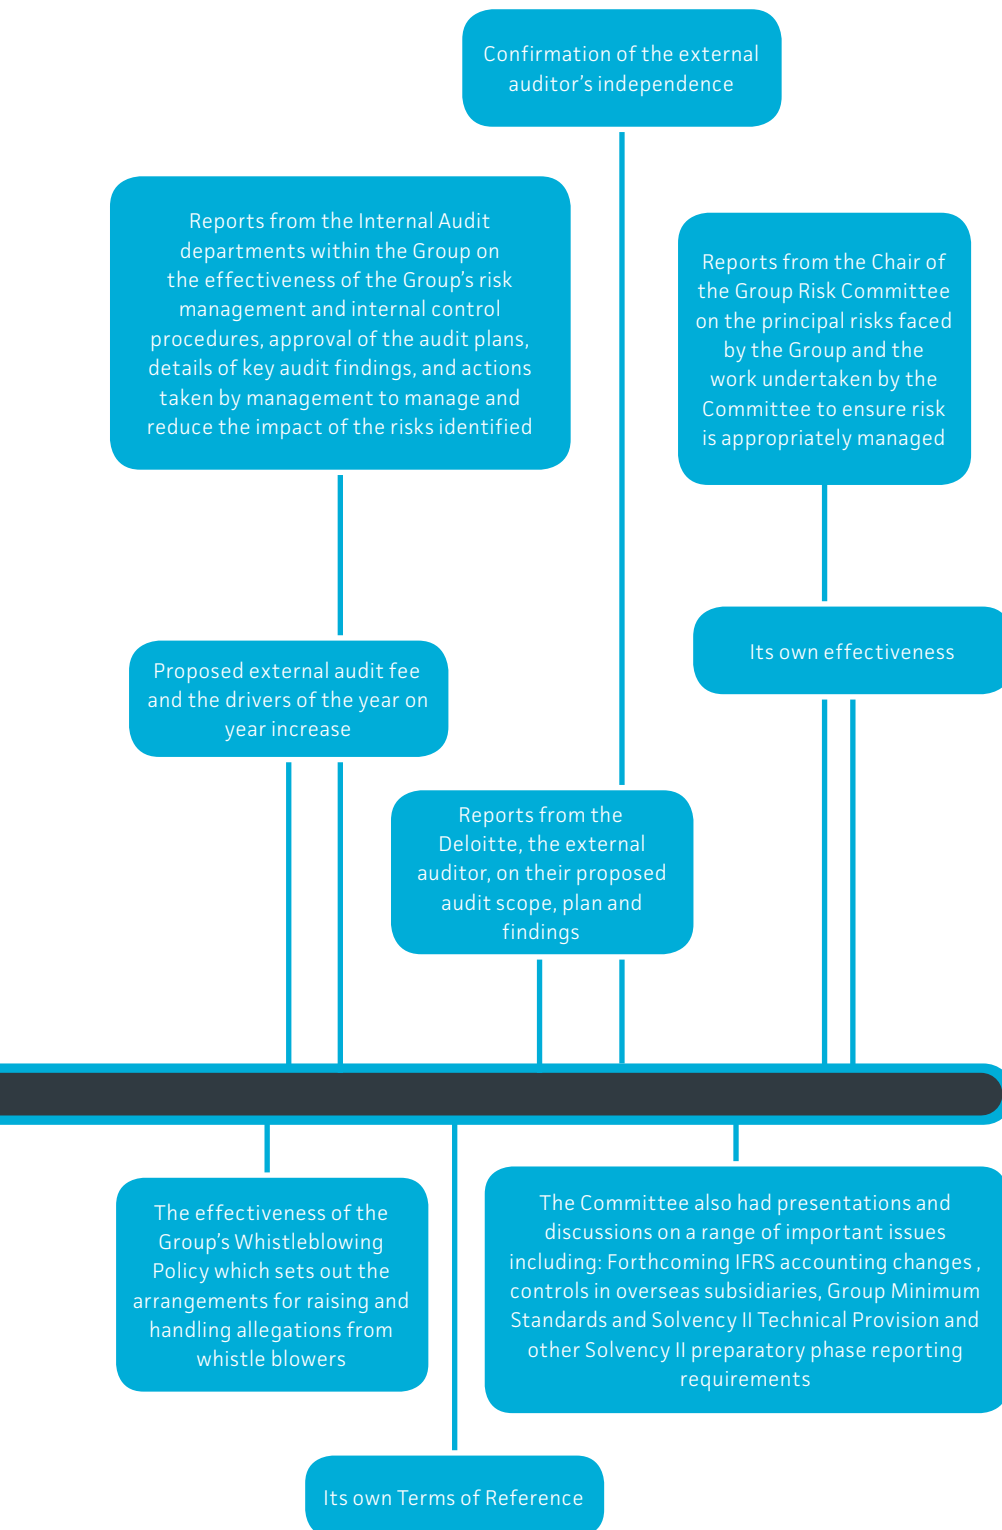 Confirmation of the external
auditor's independence
Reports from the Internal Audit
departments within the Group on
the effectiveness of the Group's risk
management and internal control
procedures, approval of the audit plans,
details of key audit findings, and actions
taken by management to manage and
reduce the impact of the risks identified
Reports from the Chair of
the Group Risk Committee
on the principal risks faced
by the Group and the
work undertaken by the
Committee to ensure risk
is appropriately managed
Its own effectiveness
Proposed external audit fee
and the drivers of the year on
year increase
Reports from the
Deloitte, the external
auditor, on their proposed
audit scope, plan and
findings
The effectiveness of the
Group's Whistleblowing
Policy which sets out the
arrangements for raising and
handling allegations from
whistle blowers
The Committee also had presentations and
discussions on a range of important issues
including: Forthcoming IFRS accounting changes ,
controls in overseas subsidiaries, Group Minimum
Standards and Solvency II Technical Provision and
other Solvency II preparatory phase reporting
requirements
Its own Terms of Reference